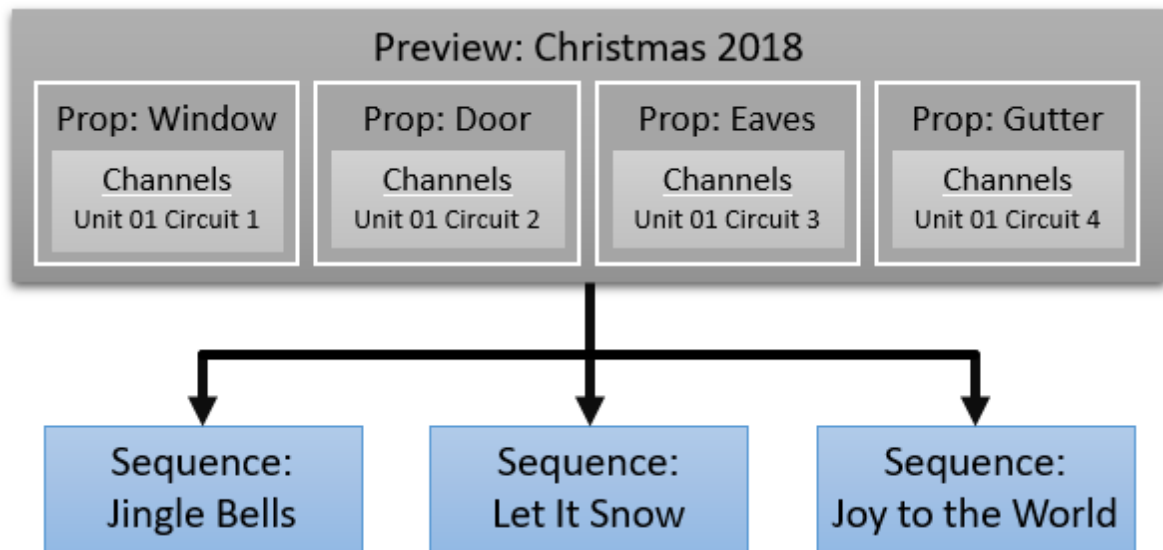 Preview: Christmas 2018
Prop: Window
Channels
Unit 01 Circuit 1
Prop: Door
Channels
Unit 01 Circuit 2
Prop: Eaves
Channels
Unit 01 Circuit 3
Prop: Gutter
Channels
Unit 01 Circuit 4
Sequence:
Jingle Bells
Sequence:
Let It Snow
Sequence:
Joy to the World